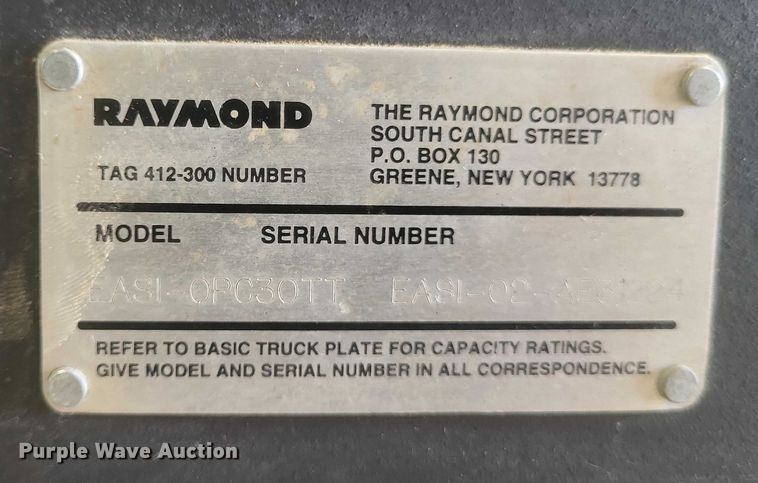 RAYMOND
TAG 412-300 NUMBER
THE RAYMOND CORPORATION
SOUTH CANAL STREET
P.O. BOX 130
GREENE, NEW YORK 13778
MODEL SERIAL NUMBER
EASI-OPC30TT
REFER TO BASIC TRUCK PLATE FOR CAPACITY RATINGS.
GIVE MODEL AND SERIAL NUMBER IN ALL CORRESPONDENCE.
Purple Wave Auction